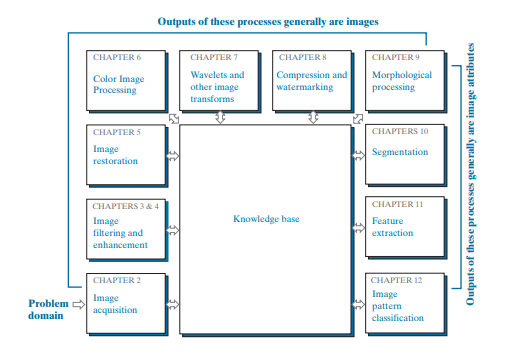 Outputs of these processes generally are images
CHAPTER 6
Color Image
Processing
CHAPTER 7
Wavelets and
other image
transforms
CHAPTER 8
Compression and
watermarking
CHAPTER 9
Morphological
processing
CHAPTER 5
Image
restoration
CHAPTERS 3 & 4
Image
filtering and
enhancement
CHAPTER 2
Image
acquisition
Problem
domain
Knowledge base
CHAPTERS 10
Segmentation
CHAPTER 11
Feature
extraction
CHAPTER 12
Image
pattern
classification
Outputs of these processes generally are image attributes